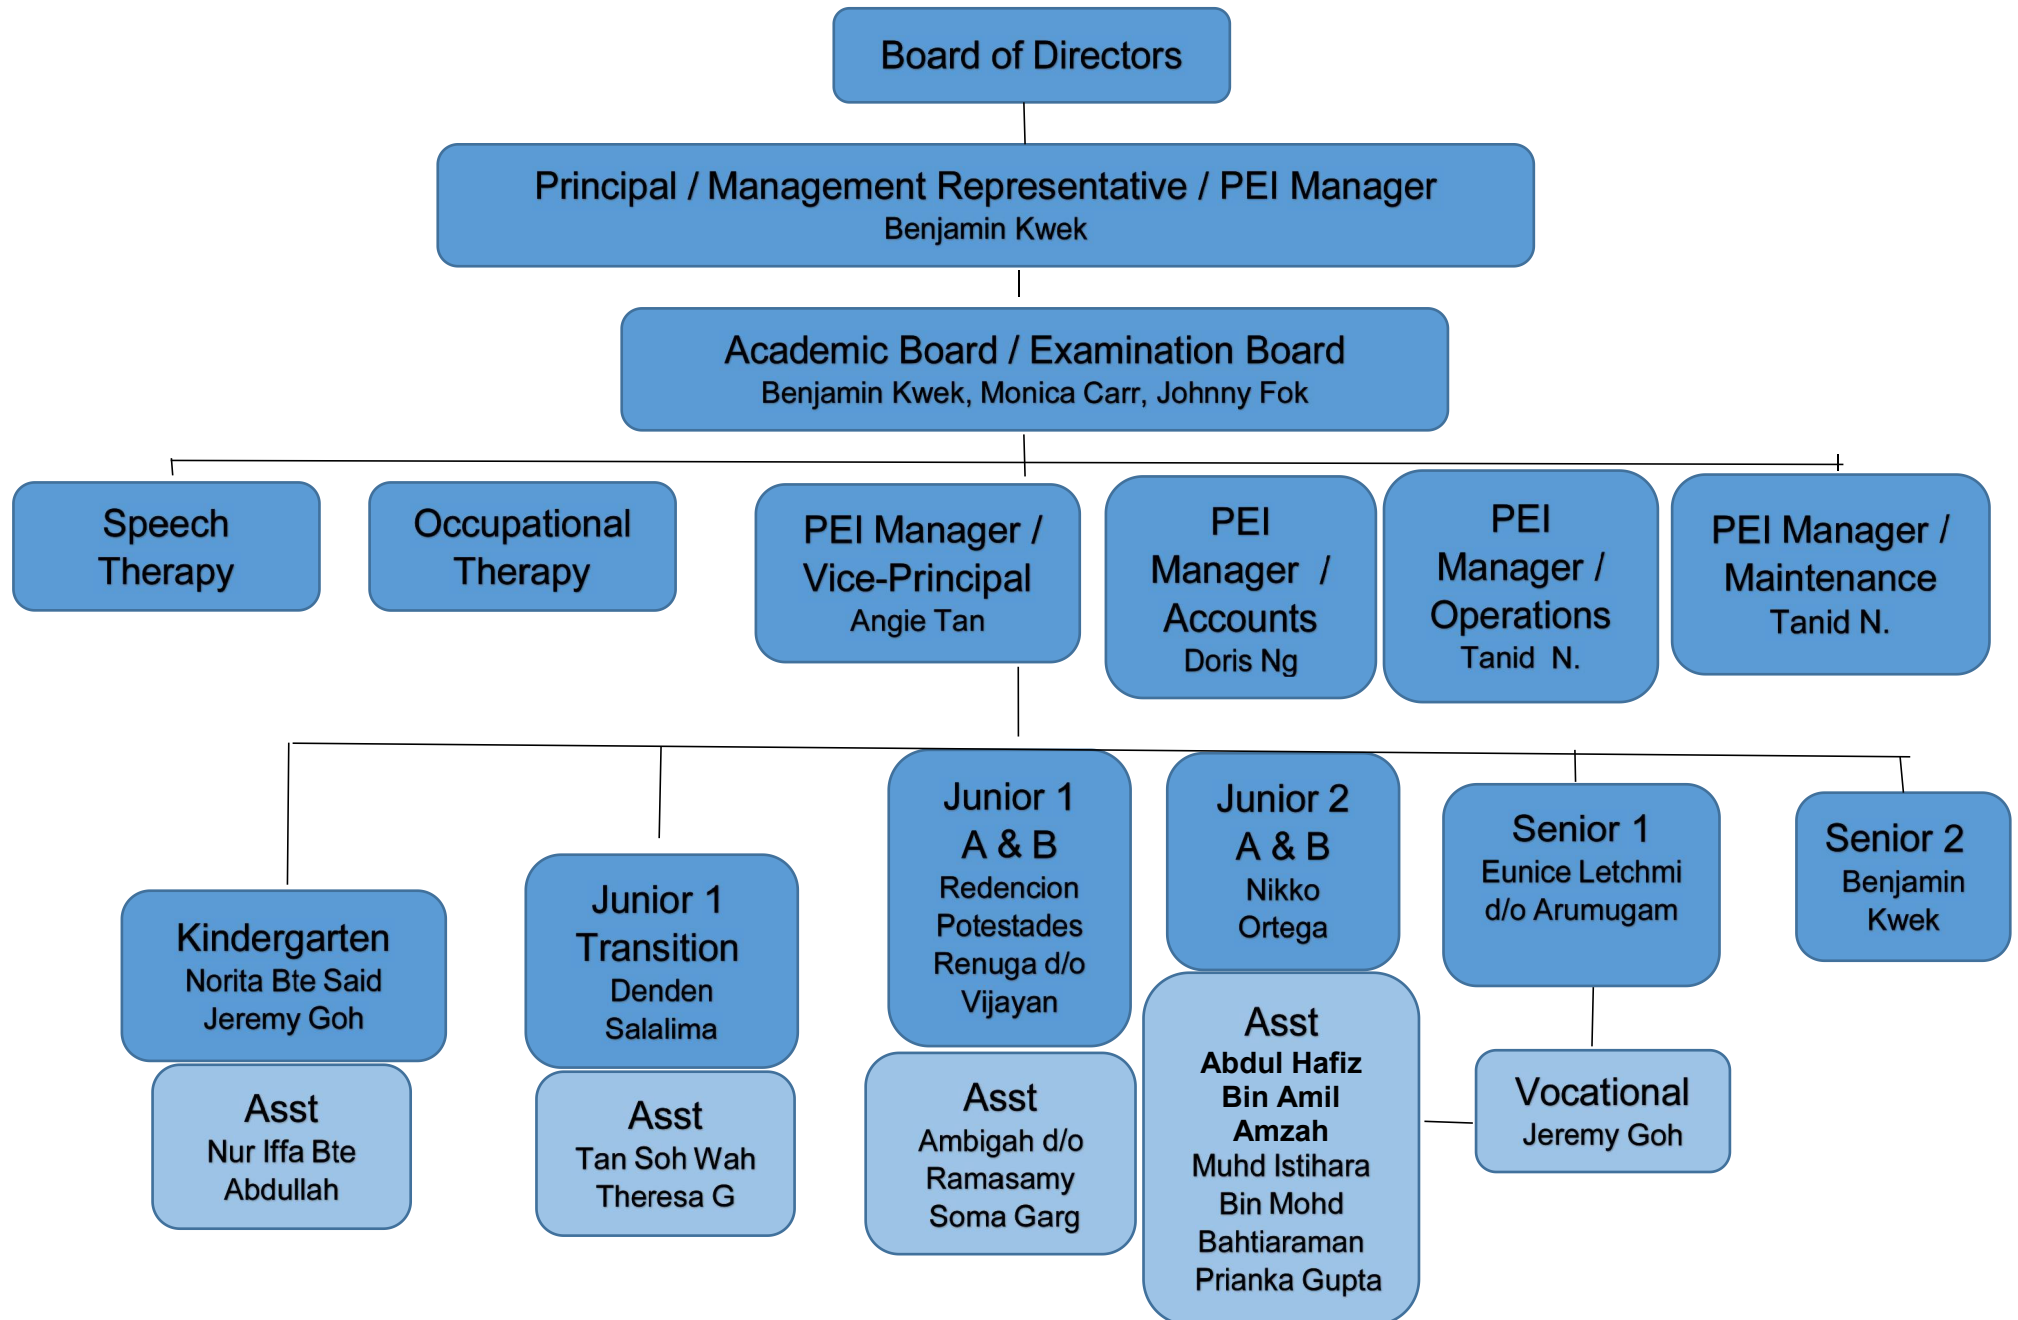 Board of Directors
Principal / Management Representative / PEI Manager
Benjamin Kwek
Academic Board / Examination Board
Benjamin Kwek, Monica Carr, Johnny Fok
Speech
Therapy
Occupational
Therapy
PEI Manager /
Vice-Principal
Angie Tan
PEI
Manager /
Accounts
Doris Ng
PEI
Manager /
Operations
Tanid N.
PEI Manager /
Maintenance
Tanid N.
Kindergarten
Norita Bte Said
Jeremy Goh
Asst
Nur Iffa Bte
Abdullah
Junior 1
Transition
Denden
Salalima
Asst
Tan Soh Wah
Theresa G
Junior 1
A & B
Redencion
Potestades
Renuga d/o
Vijayan
Asst
Ambigah d/o
Ramasamy
Soma Garg
Junior 2
A & B
Nikko
Ortega
Asst
Abdul Hafiz
Bin Amil
Amzah
Muhd Istihara
Bin Mohd
Bahtiaraman
Prianka Gupta
Senior 1
Eunice Letchmi
d/o Arumugam
Vocational
Jeremy Goh
Senior 2
Benjamin
Kwek